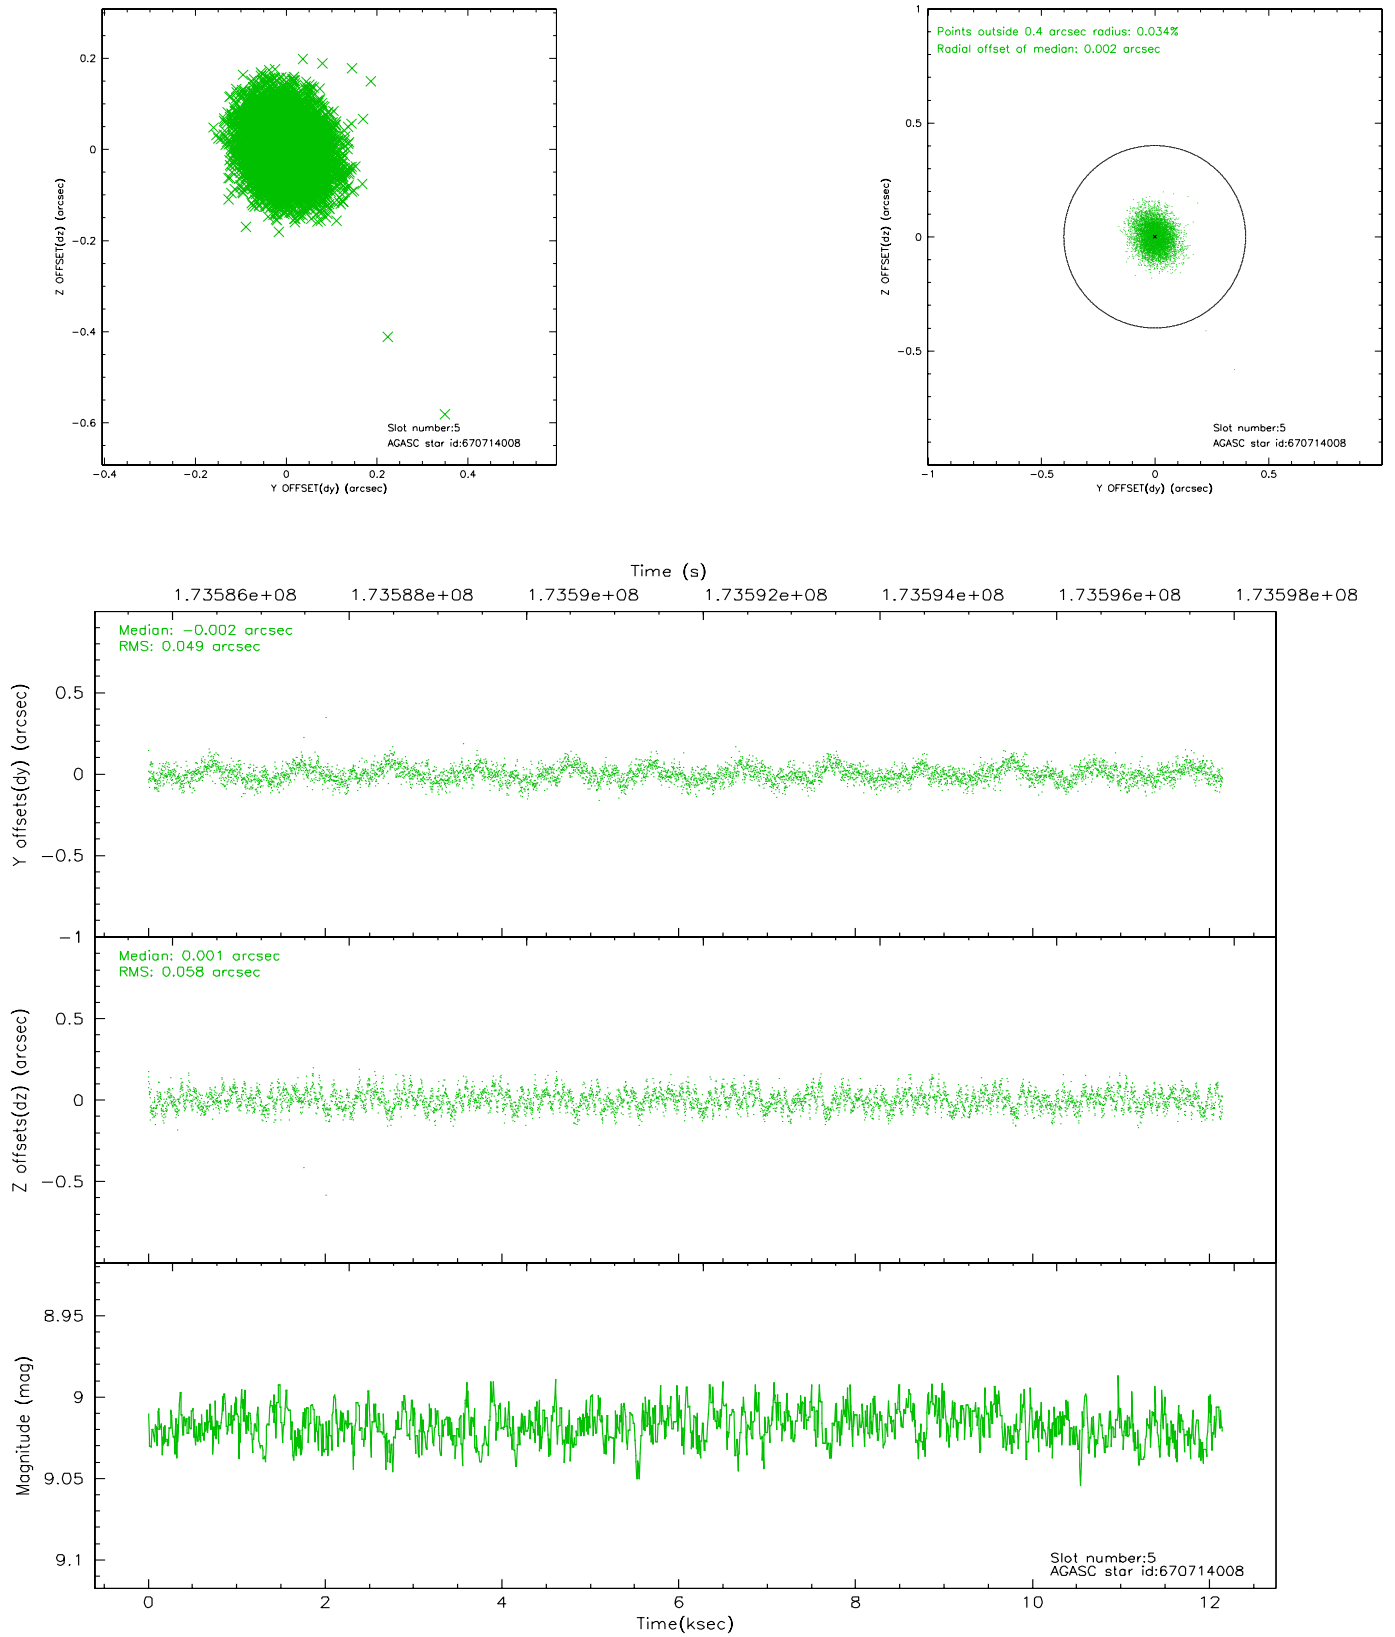 0.2
0
−0.2
−0.4
−0.6
Z OFFSET(dz) (arcsec)
Slot number:5
AGASC star id:670714008
−0.4 −0.2 0 0.2 0.4
Y OFFSET(dy) (arcsec)
1
0.5
0
−0.5
Z OFFSET(dz) (arcsec)
Points outside 0.4 arcsec radius: 0.034%
Radial offset of median: 0.002 arcsec
Slot number:5
AGASC star id:670714008
−1 −0.5 0 0.5
Y OFFSET(dy) (arcsec)
Time (s)
1.73586e+08 1.73588e+08 1.7359e+08 1.73592e+08 1.73594e+08 1.73596e+08 1.73598e+08
Median: −0.002 arcsec
RMS: 0.049 arcsec
0.5
0
−0.5
−1
Y offsets(dy) (arcsec)
Median: 0.001 arcsec
RMS: 0.058 arcsec
0.5
0
−0.5
Z offsets(dz) (arcsec)
8.95
9
9.05
9.1
Magnitude (mag)
Slot number:5
AGASC star id:670714008
0 2 4 6 8 10 12
Time(ksec)